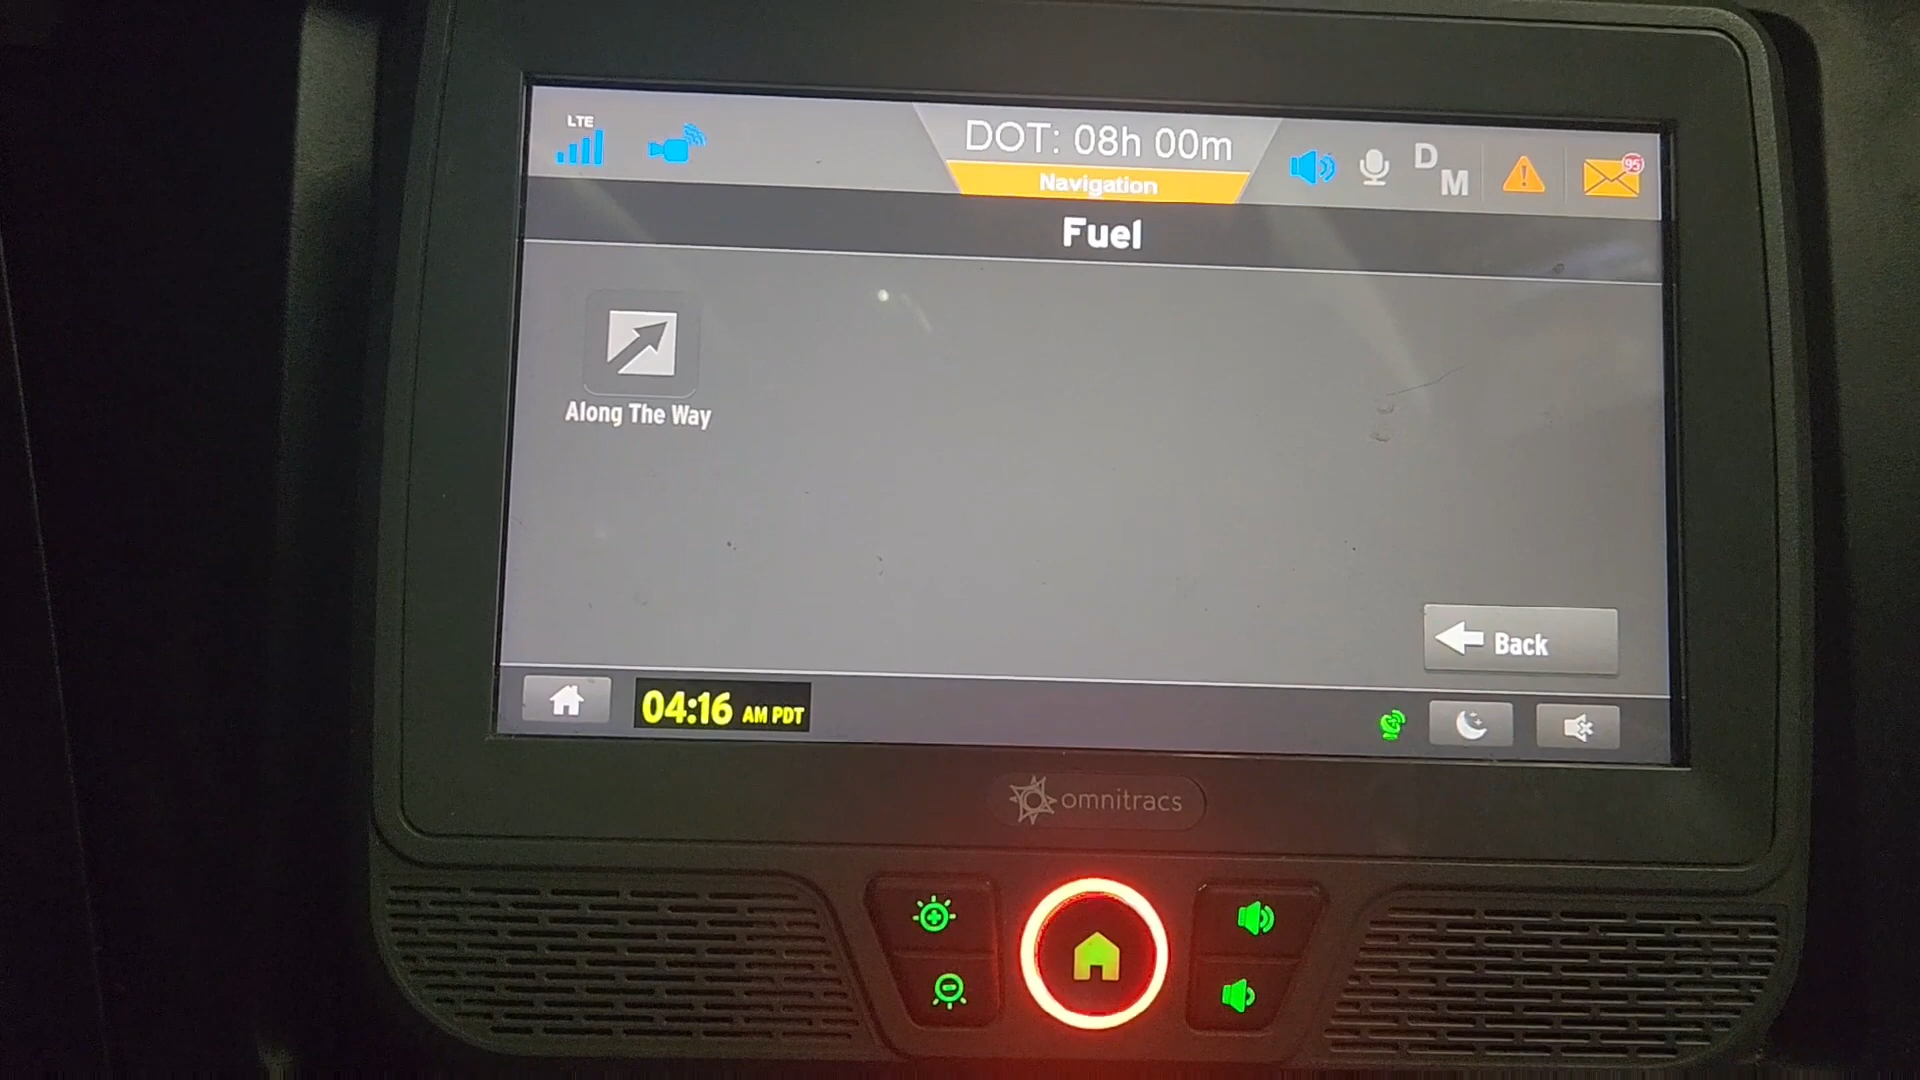 LTE
DOT: 08h 00m
D
M
95
Navigation
Fuel
Along The Way
Back
04:16 AM PDT
omnitracs